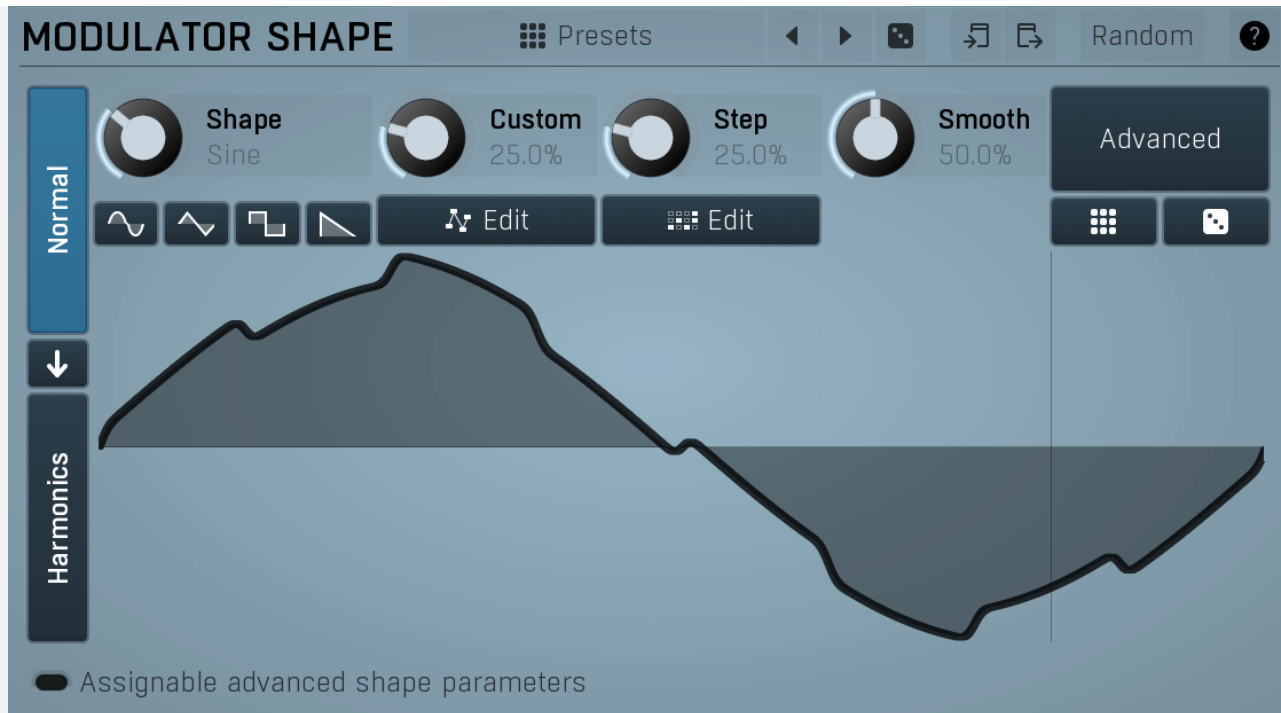 MODULATOR SHAPE
Presets
Random
?
Normal
Shape
Sine
Custom
25.0%
Step
25.0%
Smooth
50.0%
Advanced
Edit
Edit
Harmonics
Assignable advanced shape parameters